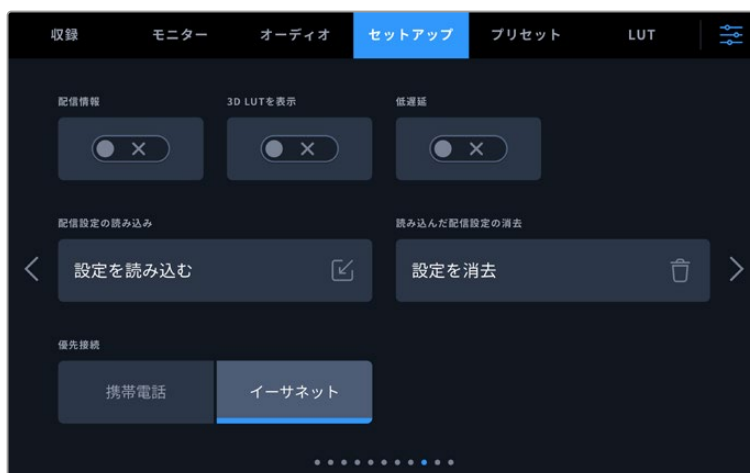 収録 モニター オーディオ セットアップ プリセット LUT
配信情報 3D LUTを表示 低遅延
配信設定の読み込み 読み込んだ配信設定の消去
設定を読み込む 設定を消去
優先接続
携帯電話 イーサネット